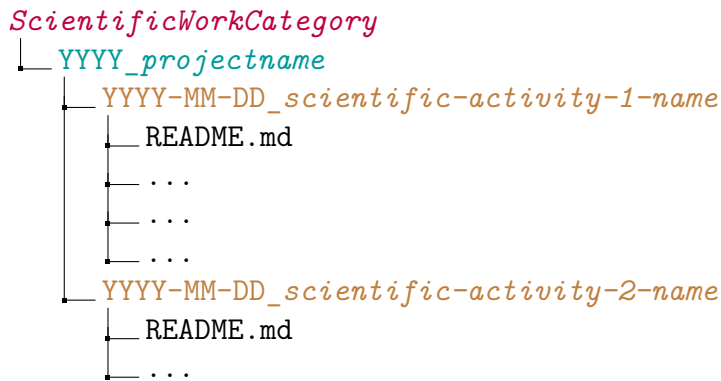 ScientificWorkCategory
YYYY_projectname
YYYY-MM-DD_scientific-activity-1-name
README.md
...
...
...
YYYY-MM-DD_scientific-activity-2-name
README.md
...